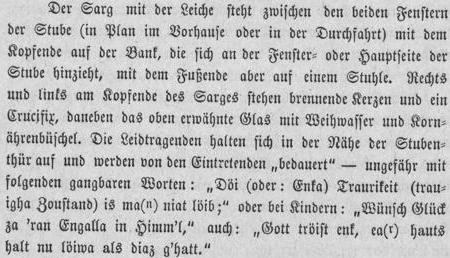 Der Sarg mit der Leiche steht zwischen den beiden Fenstern
der Stube (in Plan im Vorhause oder in der Durchfahrt) mit dem
Kopfende auf der Bank, die sich an der Fenster- oder Hauptseite der
Stube hinzieht, mit dem Fußende aber auf einem Stuhle. Rechts
und links am Kopfende des Sarges stehen brennende Kerzen und ein
Crucifix, daneben das oben erwähnte Glas mit Weihwasser und Korn-
ährenbüschel. Die Leidtragenden halten sich in der Nähe der Stuben-
thür auf und werden von den Eintretenden „bedauert“ — ungefähr mit
folgenden gangbaren Worten: „Döi (oder: Enka) Traurikeit (trau-
igha Zoustand) is ma(n) niat löib;“ oder bei Kindern: „Wünsch Glück
za 'ran Engalla in Himm'l,“ auch: „Gott tröist enk, ea(r) hauts
halt nu löiwa als diaz g'hatt.“